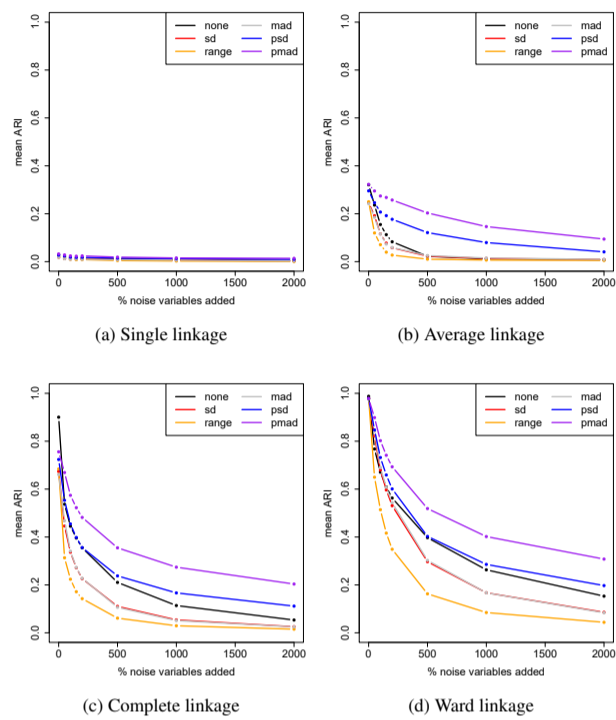 none mad
sd psd
range pmad
mean ARI
0.0 0.2 0.4 0.6 0.8 1.0
0 500 1000 1500 2000
% noise variables added
(a) Single linkage
none mad
sd psd
range pmad
mean ARI
0.0 0.2 0.4 0.6 0.8 1.0
0 500 1000 1500 2000
% noise variables added
(b) Average linkage
none mad
sd psd
range pmad
mean ARI
0.0 0.2 0.4 0.6 0.8 1.0
0 500 1000 1500 2000
% noise variables added
(c) Complete linkage
none mad
sd psd
range pmad
mean ARI
0.0 0.2 0.4 0.6 0.8 1.0
0 500 1000 1500 2000
% noise variables added
(d) Ward linkage